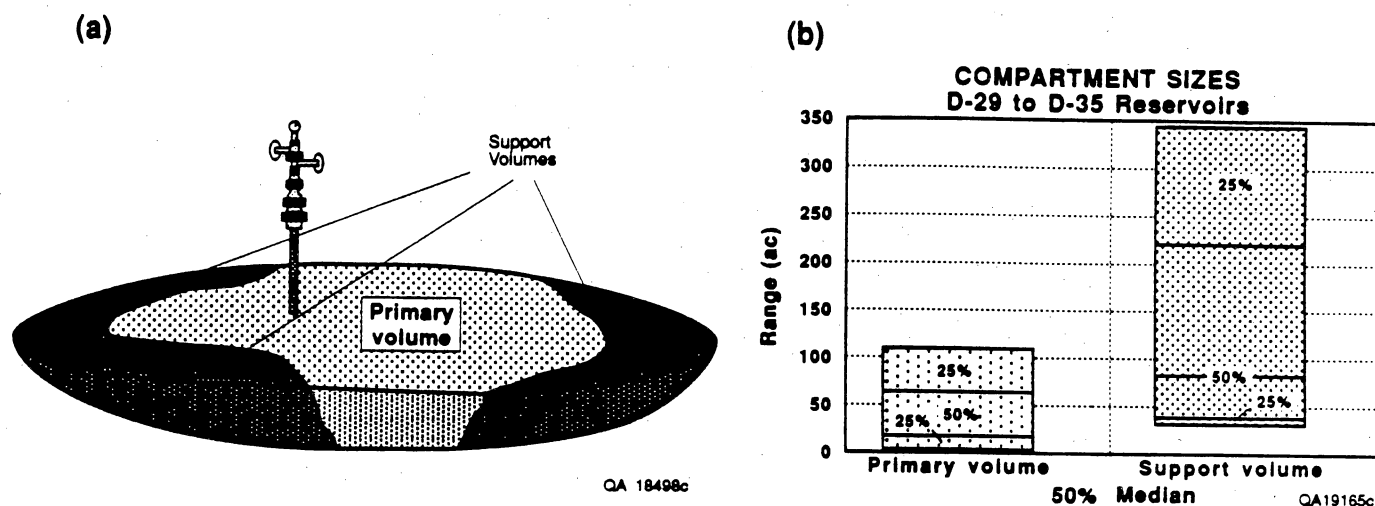 (a)
Support
Volumes
Primary
volume
QA 18498c
(b)
COMPARTMENT SIZES
D-29 to D-35 Reservoirs
Range (ac)
350
300
250
200
150
100
50
0
25%
50%
25%
25%
50%
25%
Primary volume
Support volume
50% Median
QA19165c